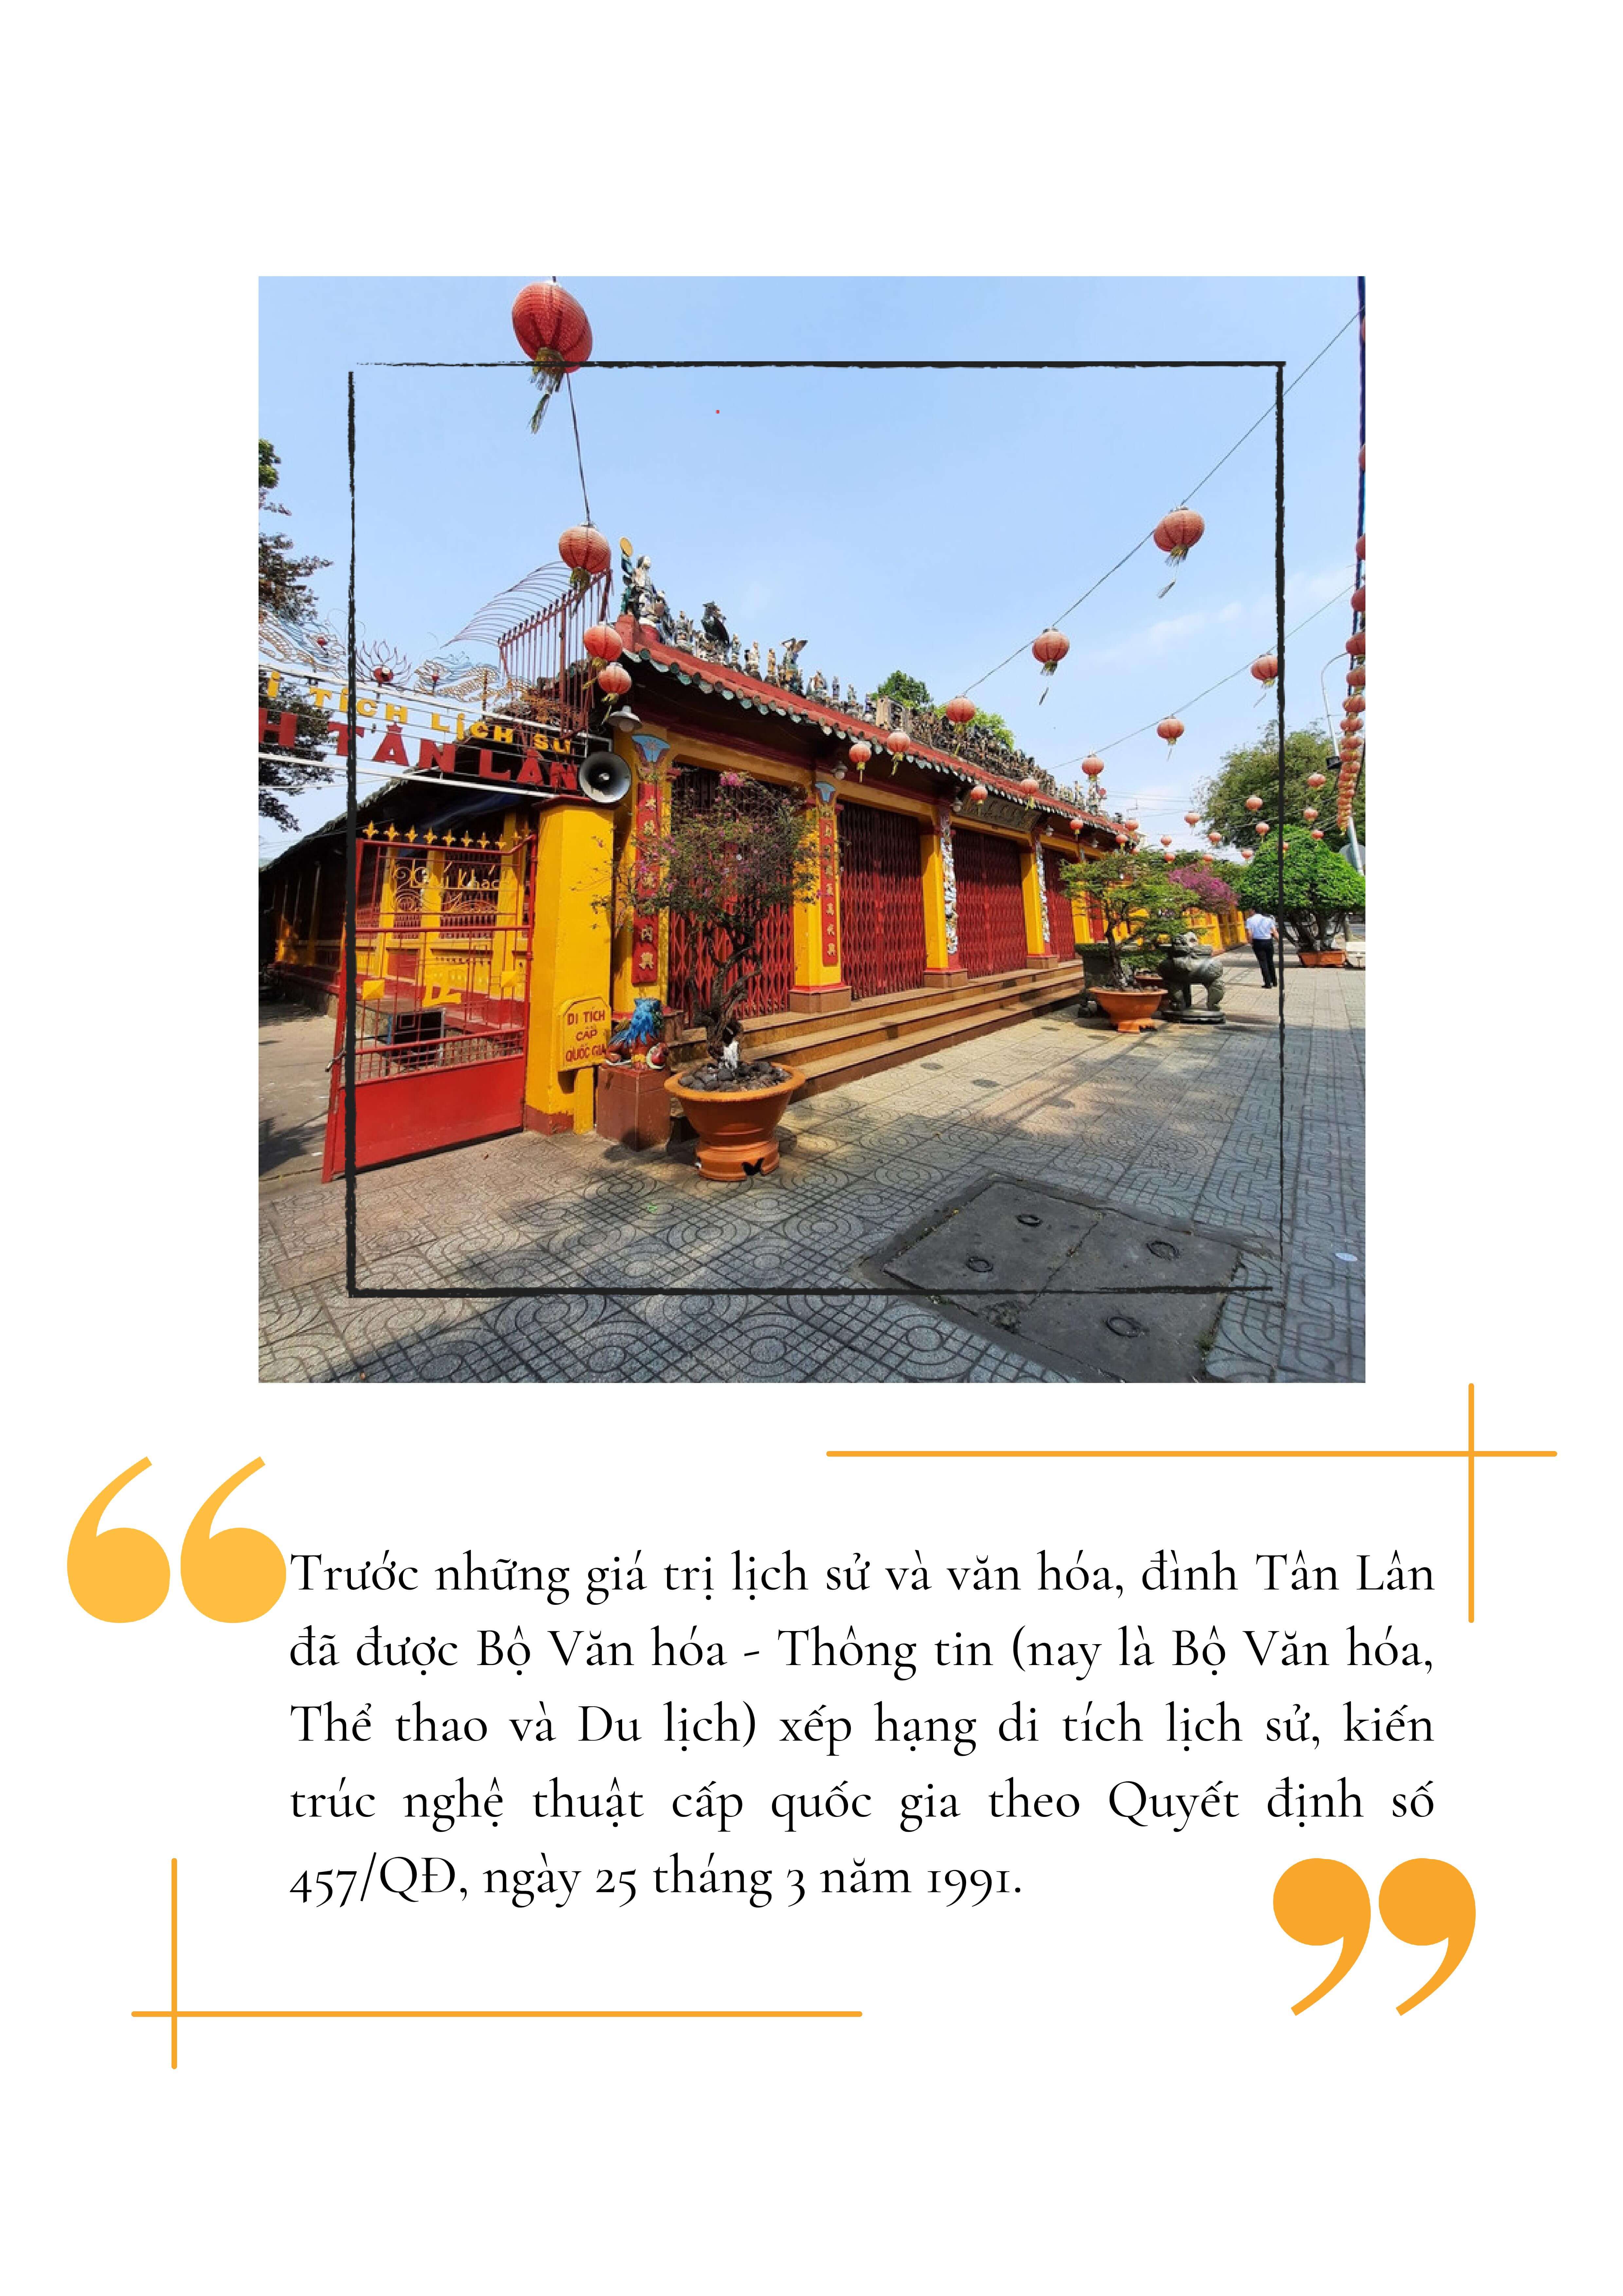 TÍCH LỊCH SỬ
TÂN LÂN
DI TÍCH
CẤP
QUỐC GIA
Trước những giá trị lịch sử và văn hóa, đình Tân Lân
đã được Bộ Văn hóa - Thông tin (nay là Bộ Văn hóa,
Thể thao và Du lịch) xếp hạng di tích lịch sử, kiến
trúc nghệ thuật cấp quốc gia theo Quyết định số
457/QĐ, ngày 25 tháng 3 năm 1991.